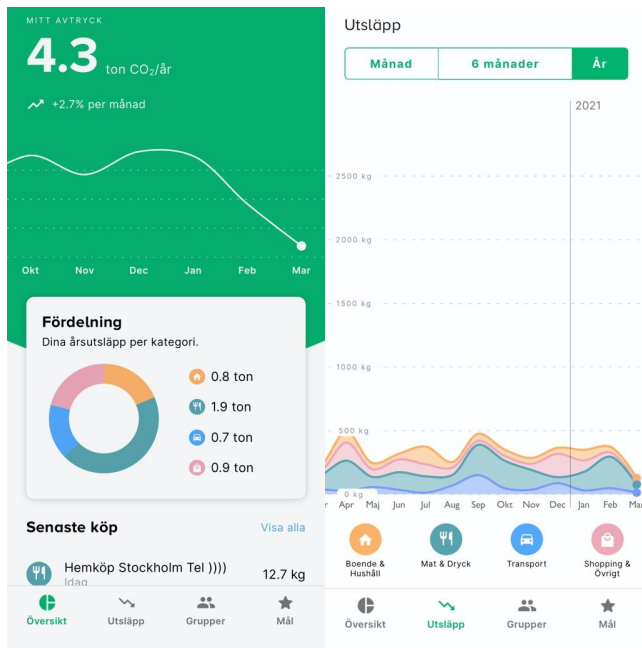 MITT AVTRYCK
4.3 ton CO₂/år
+2.7% per månad
Okt Nov Dec Jan Feb Mar
Fördelning
Dina årsutsläpp per kategori.
0.8 ton
1.9 ton
0.7 ton
0.9 ton
Senaste köp Visa alla
Hemköp Stockholm Tel ))))
Idag
12.7 kg
Översikt Utsläpp Grupper Mål
Utsläpp
Månad 6 månader År
2021
2500 kg
2000 kg
1500 kg
1000 kg
500 kg
0 kg
r Apr Maj Jun Jul Aug Sep Okt Nov Dec Jan Feb Mar
Boende &
Hushåll
Mat & Dryck
Transport
Shopping &
Övrigt
Översikt Utsläpp Grupper Mål